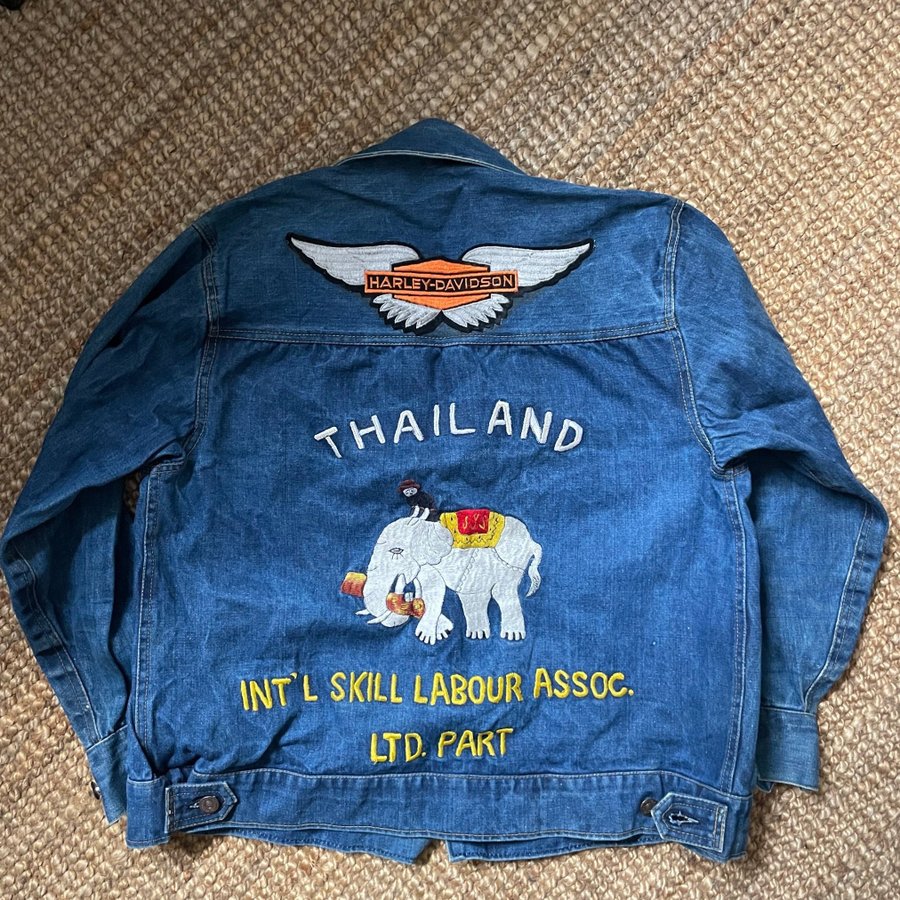 HARLEY-DAVIDSON
THAILAND
INT'L SKILL LABOUR ASSOC.
LTD. PART